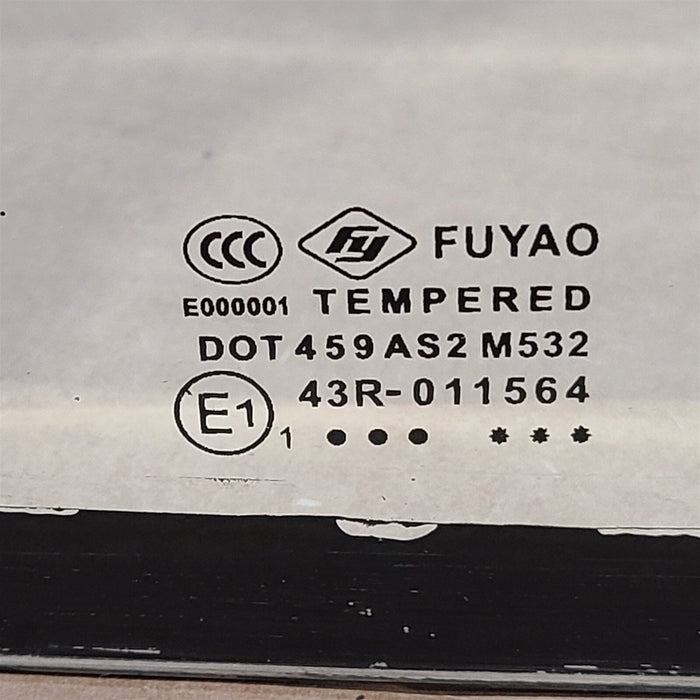 CCC FY FUYAO
E000001 TEMPERED
DOT 459 AS2 M532
E1 43R-011564
1 ● ● ● * * *